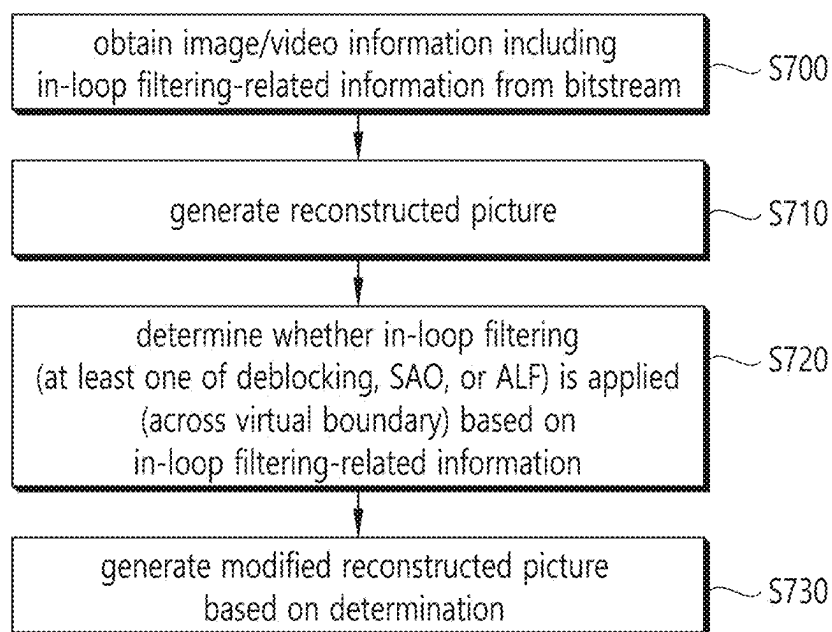 obtain image/video information including
in-loop filtering-related information from bitstream
S700
generate reconstructed picture
S710
determine whether in-loop filtering
(at least one of deblocking, SAO, or ALF) is applied
(across virtual boundary) based on
in-loop filtering-related information
S720
generate modified reconstructed picture
based on determination
S730